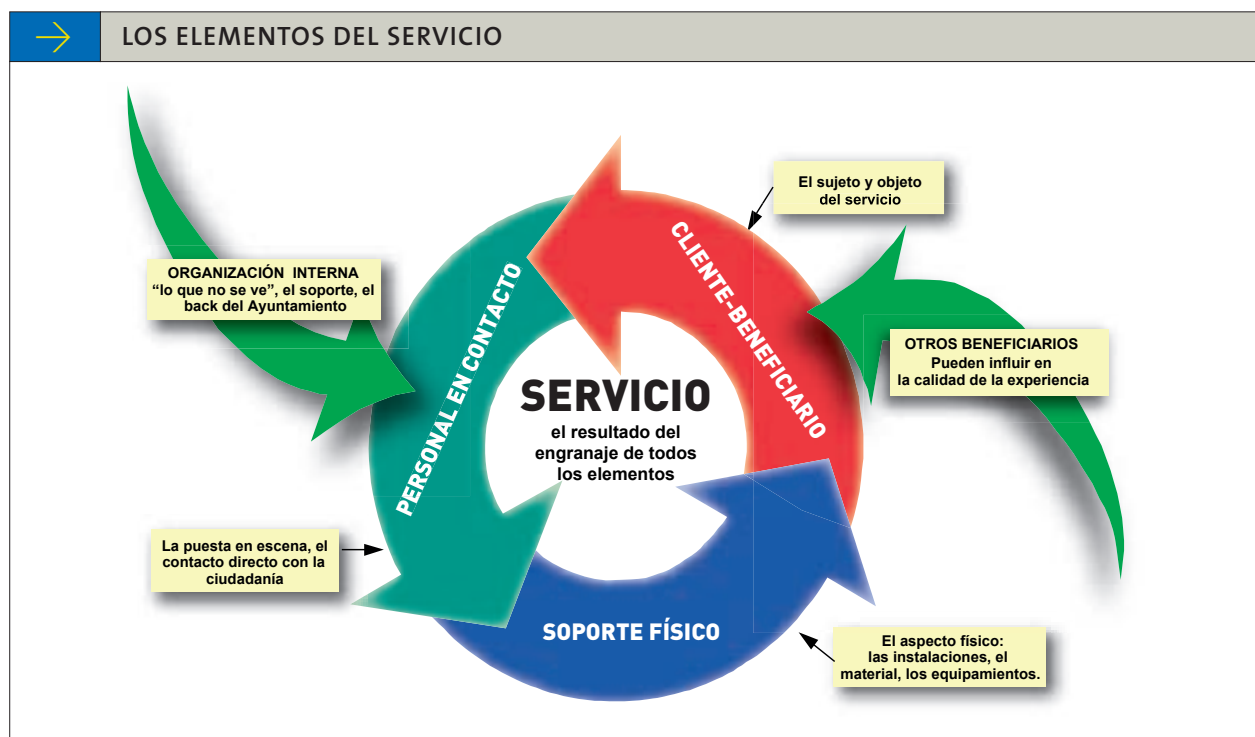 LOS ELEMENTOS DEL SERVICIO
El sujeto y objeto
del servicio
CLIENTE-BENEFICIARIO
ORGANIZACIÓN INTERNA
“lo que no se ve”, el soporte, el
back del Ayuntamiento
PERSONAL EN CONTACTO
OTROS BENEFICIARIOS
Pueden influir en
la calidad de la experiencia
SERVICIO
el resultado del
engranaje de todos
los elementos
La puesta en escena, el
contacto directo con la
ciudadanía
SOPORTE FÍSICO
El aspecto físico:
las instalaciones, el
material, los equipamientos.